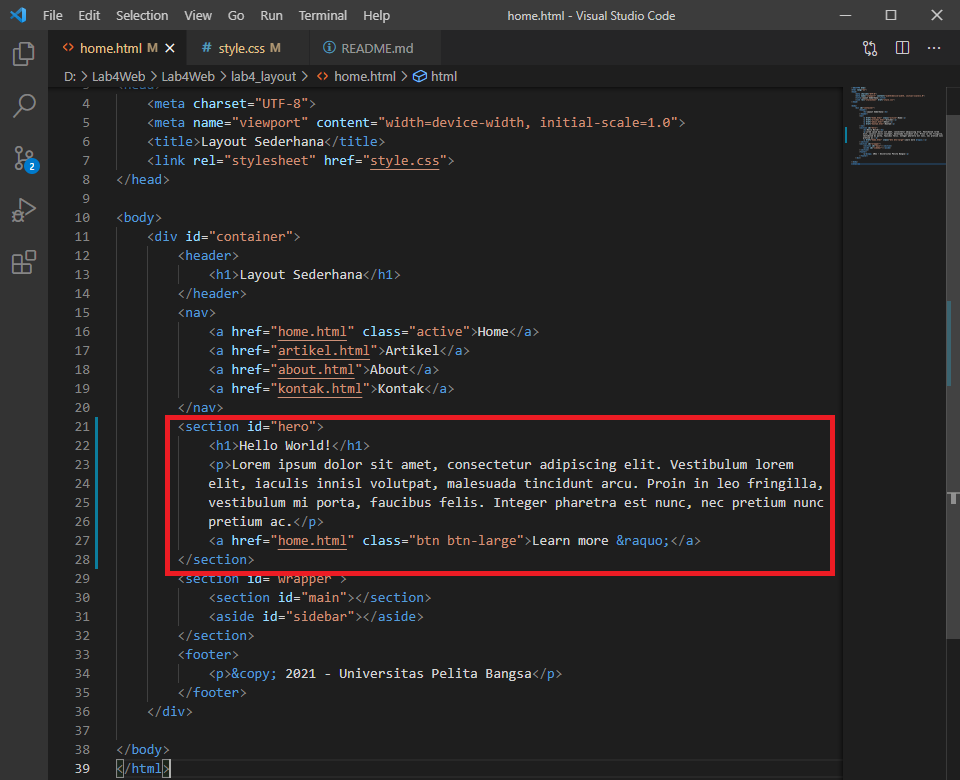 File Edit Selection View Go Run Terminal Help home.html - Visual Studio Code
home.html M style.css M README.md
D: > Lab4Web > Lab4Web > lab4_layout > home.html > html
4 <meta charset="UTF-8">
5 <meta name="viewport" content="width=device-width, initial-scale=1.0">
6 <title>Layout Sederhana</title>
7 <link rel="stylesheet" href="style.css">
8 </head>
9
10 <body>
11 <div id="container">
12 <header>
13 <h1>Layout Sederhana</h1>
14 </header>
15 <nav>
16 <a href="home.html" class="active">Home</a>
17 <a href="artikel.html">Artikel</a>
18 <a href="about.html">About</a>
19 <a href="kontak.html">Kontak</a>
20 </nav>
21 <section id="hero">
22 <h1>Hello World!</h1>
23 <p>Lorem ipsum dolor sit amet, consectetur adipiscing elit. Vestibulum lorem
24 elit, iaculis innisl volutpat, malesuada tincidunt arcu. Proin in leo fringilla,
25 vestibulum mi porta, faucibus felis. Integer pharetra est nunc, nec pretium nunc
26 pretium ac.</p>
27 <a href="home.html" class="btn btn-large">Learn more &raquo;</a>
28 </section>
29 <section id="wrapper">
30 <section id="main"></section>
31 <aside id="sidebar"></aside>
32 </section>
33 <footer>
34 <p>&copy; 2021 - Universitas Pelita Bangsa</p>
35 </footer>
36 </div>
37
38 </body>
39 </html>
2